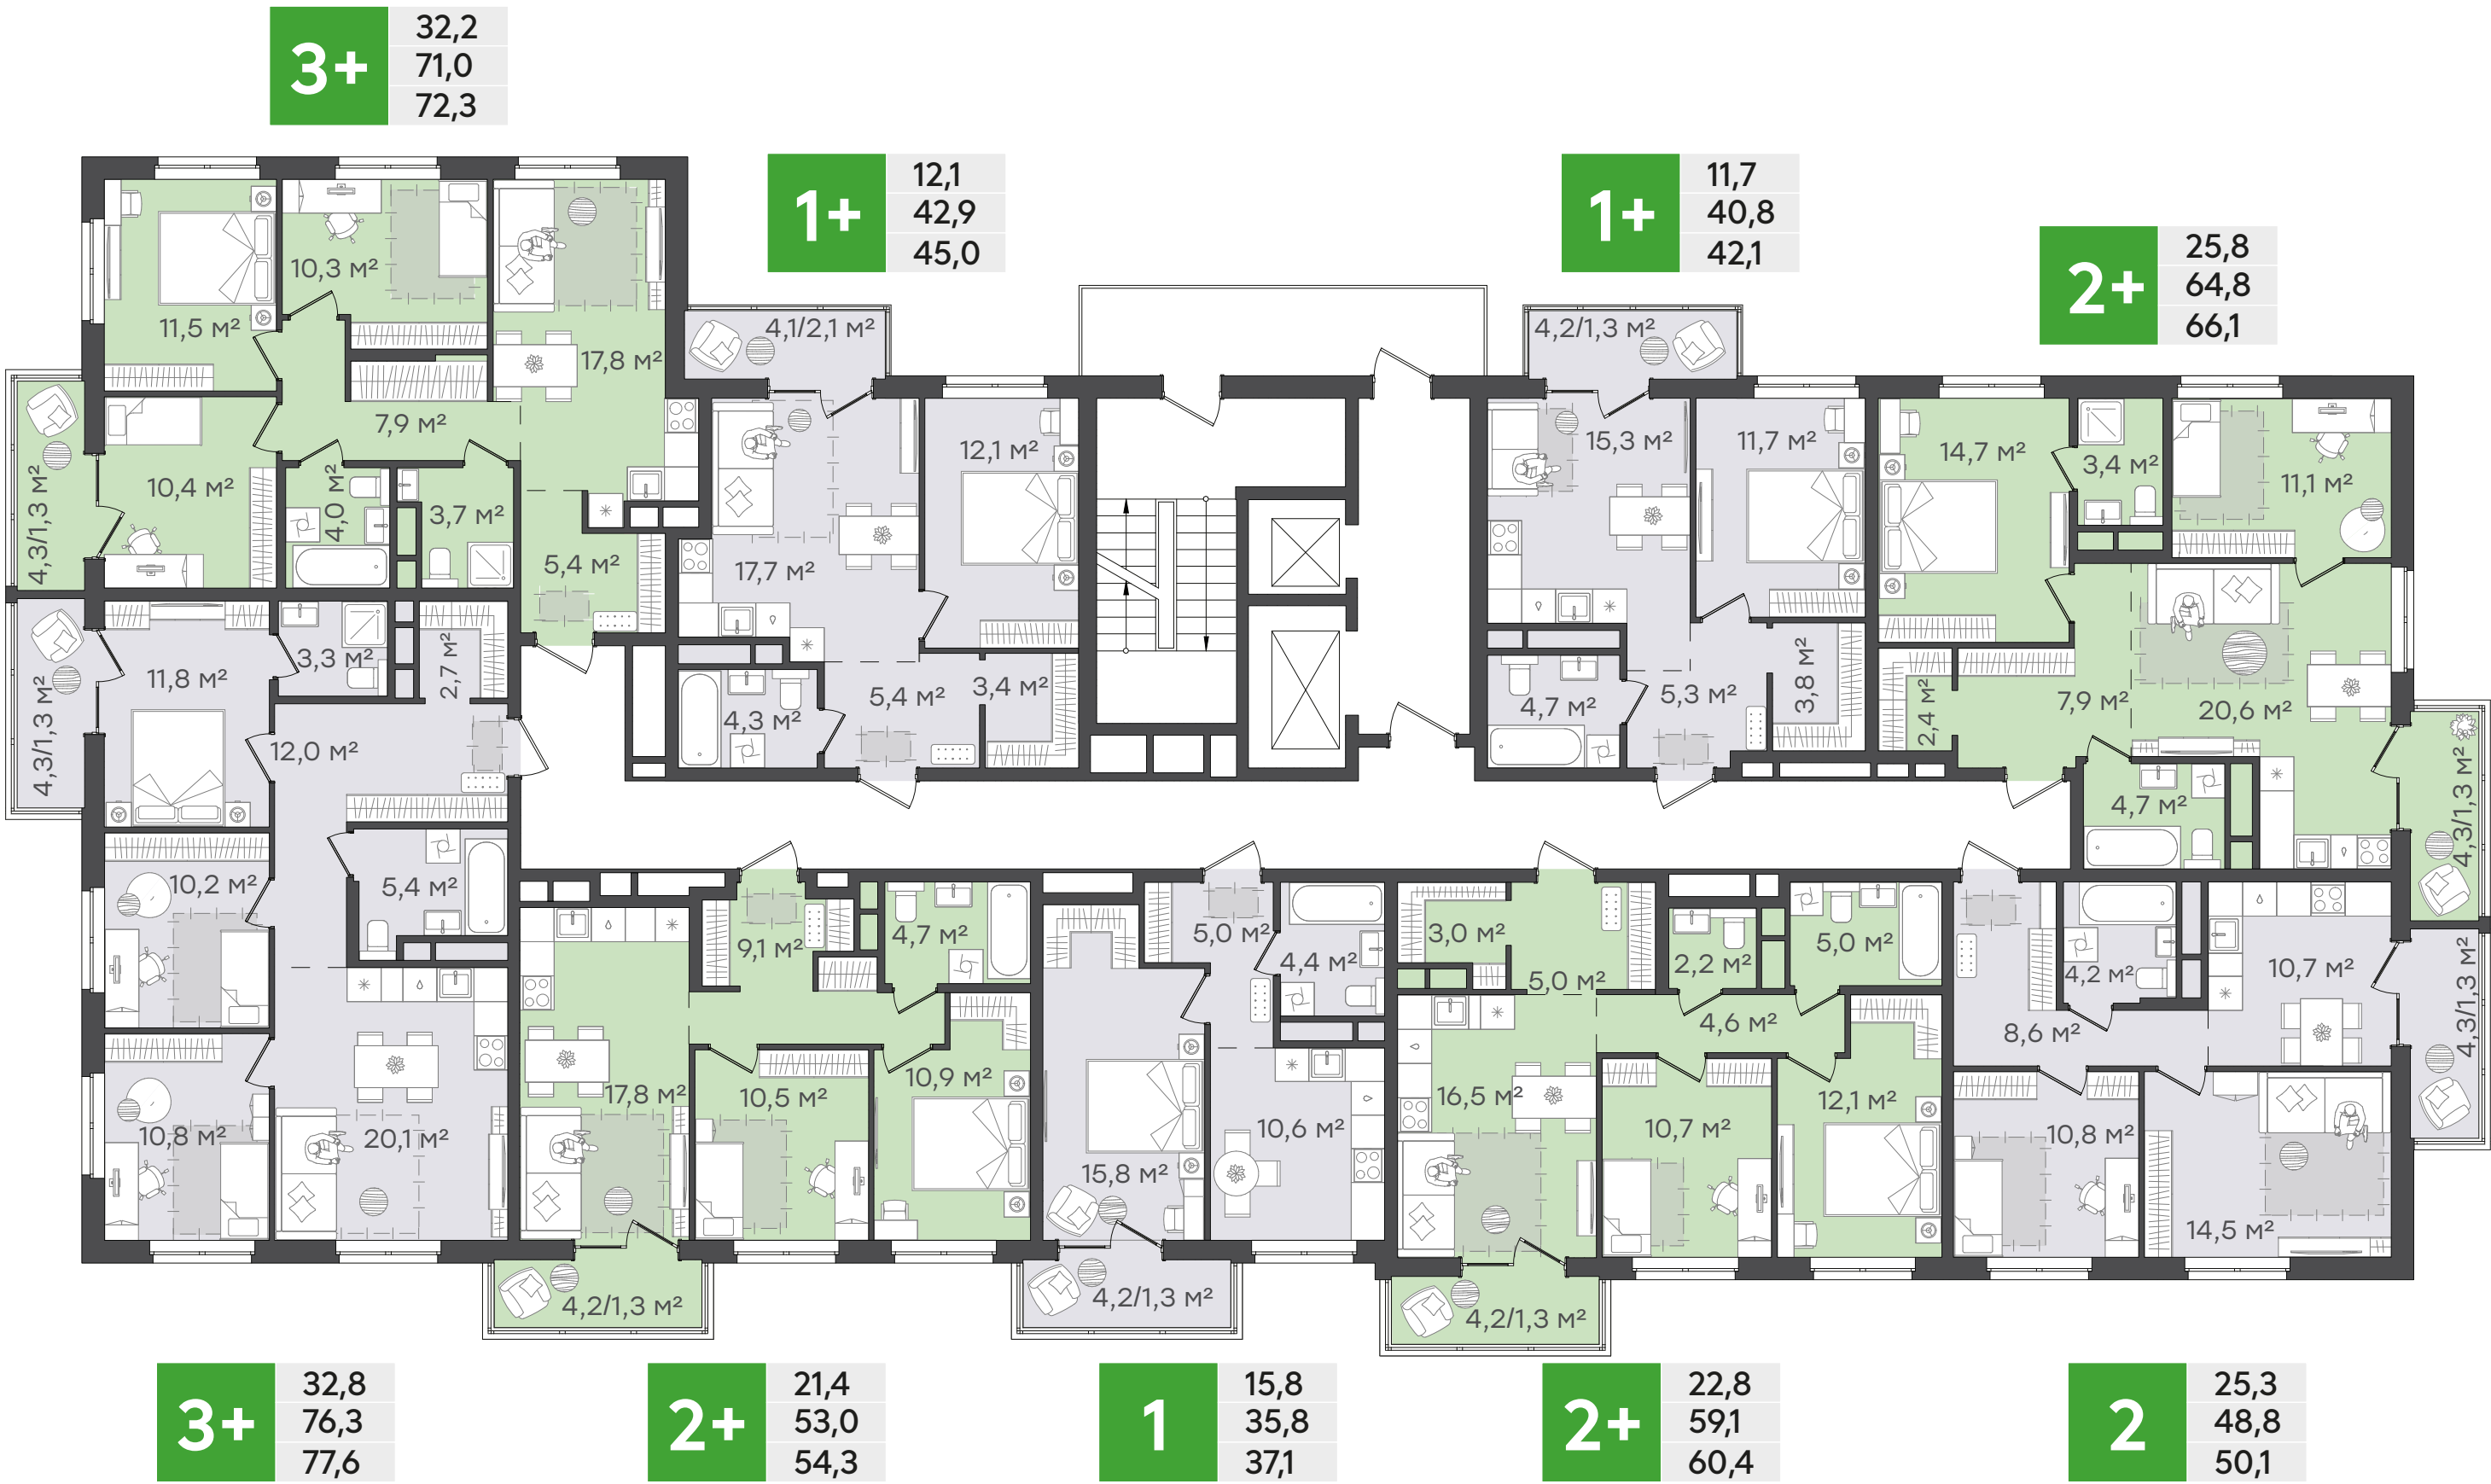 3+
32,2
71,0
72,3
1+
12,1
42,9
45,0
1+
11,7
40,8
42,1
2+
25,8
64,8
66,1
11,5 м²
10,3 м²
17,8 м²
10,4 м²
7,9 м²
4,0 м²
3,7 м²
5,4 м²
4,3/1,3 м²
4,1/2,1 м²
17,7 м²
12,1 м²
4,3 м²
5,4 м²
3,4 м²
4,2/1,3 м²
15,3 м²
11,7 м²
4,7 м²
5,3 м²
3,8 м²
14,7 м²
3,4 м²
11,1 м²
2,4 м²
7,9 м²
20,6 м²
4,7 м²
4,3/1,3 м²
4,3/1,3 м²
11,8 м²
3,3 м²
2,7 м²
12,0 м²
10,2 м²
5,4 м²
10,8 м²
20,1 м²
9,1 м²
4,7 м²
17,8 м²
10,5 м²
10,9 м²
4,2/1,3 м²
5,0 м²
4,4 м²
15,8 м²
10,6 м²
4,2/1,3 м²
3,0 м²
5,0 м²
2,2 м²
5,0 м²
4,6 м²
16,5 м²
10,7 м²
12,1 м²
4,2/1,3 м²
4,2 м²
10,7 м²
8,6 м²
10,8 м²
14,5 м²
4,3/1,3 м²
3+
32,8
76,3
77,6
2+
21,4
53,0
54,3
1
15,8
35,8
37,1
2+
22,8
59,1
60,4
2
25,3
48,8
50,1